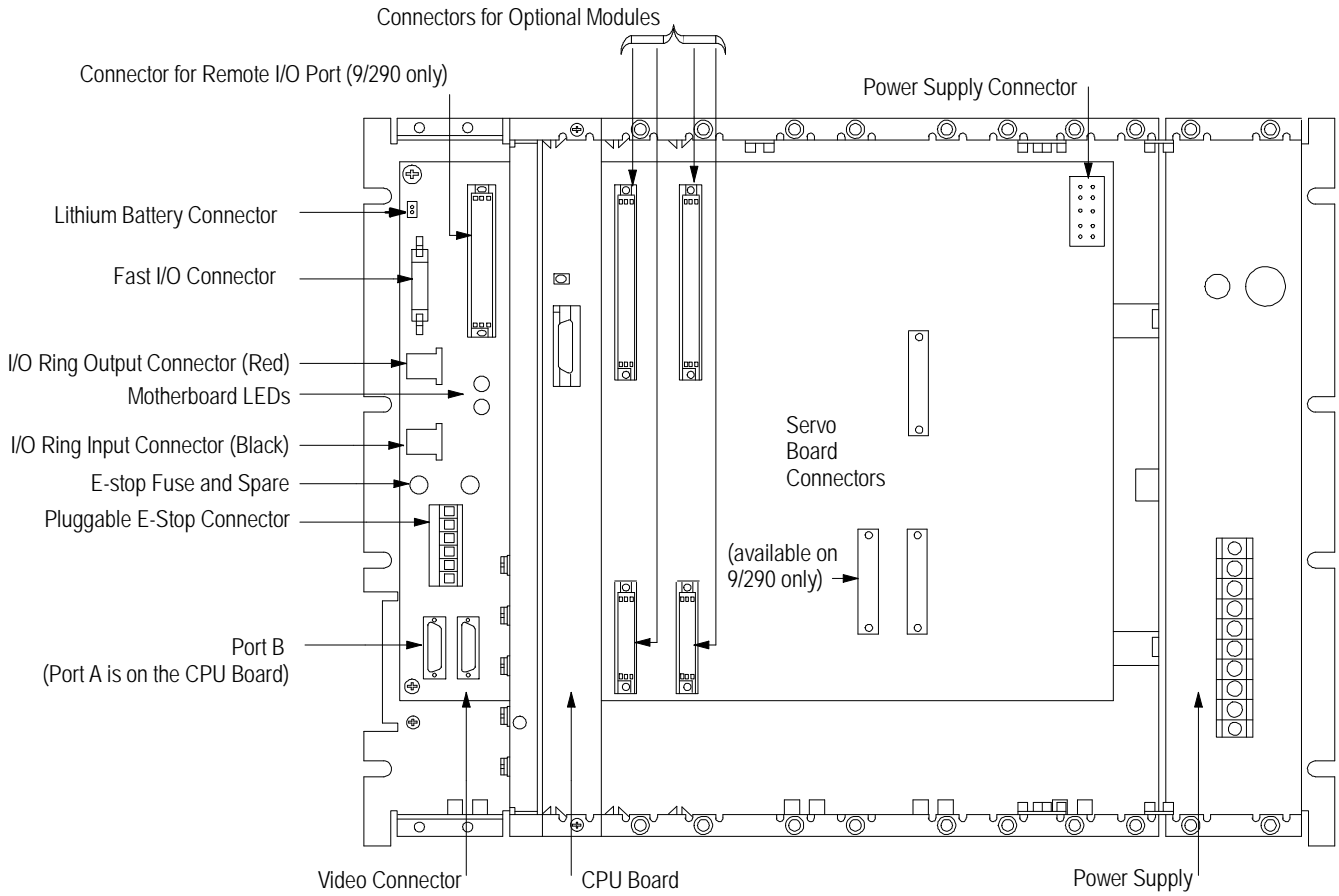 Connectors for Optional Modules
Connector for Remote I/O Port (9/290 only)
Power Supply Connector
Lithium Battery Connector
Fast I/O Connector
I/O Ring Output Connector (Red)
Motherboard LEDs
I/O Ring Input Connector (Black)
E-stop Fuse and Spare
Pluggable E-Stop Connector
Servo
Board
Connectors
(available on
9/290 only)
Port B
(Port A is on the CPU Board)
Video Connector
CPU Board
Power Supply